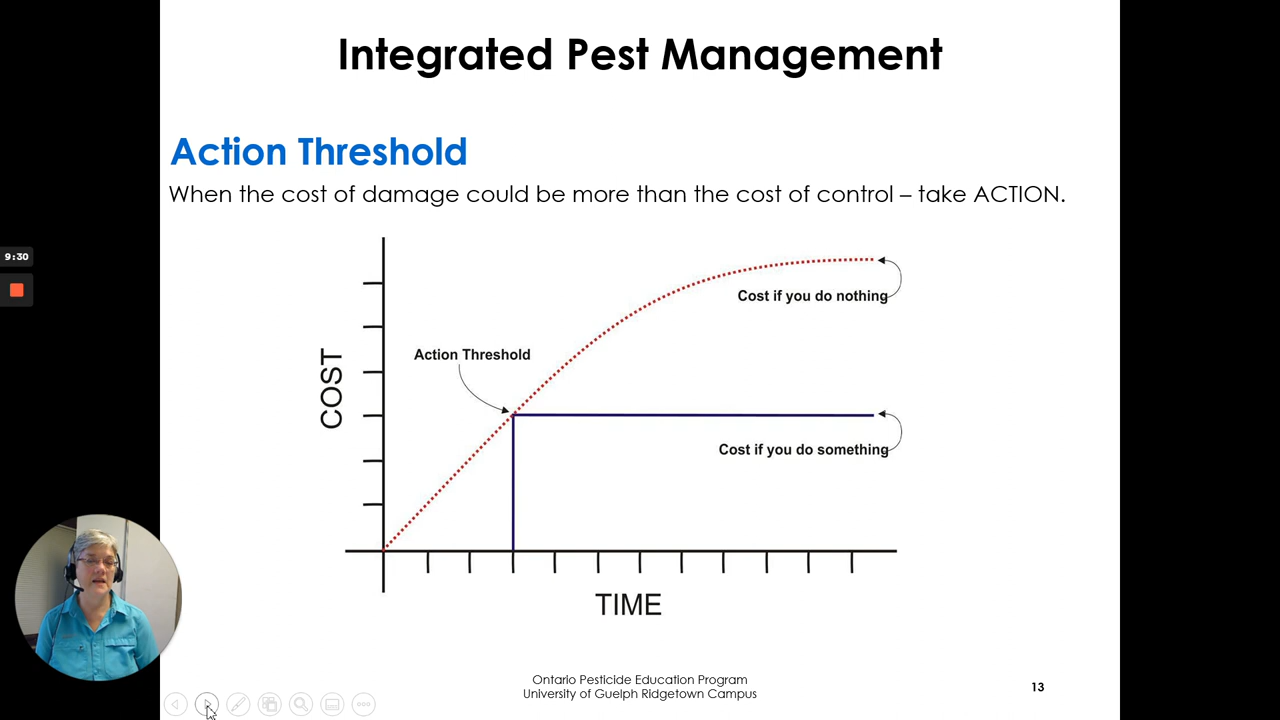 Integrated Pest Management
Action Threshold
When the cost of damage could be more than the cost of control – take ACTION.
9:30
Cost if you do nothing
Action Threshold
COST
Cost if you do something
TIME
Ontario Pesticide Education Program
University of Guelph Ridgetown Campus
13